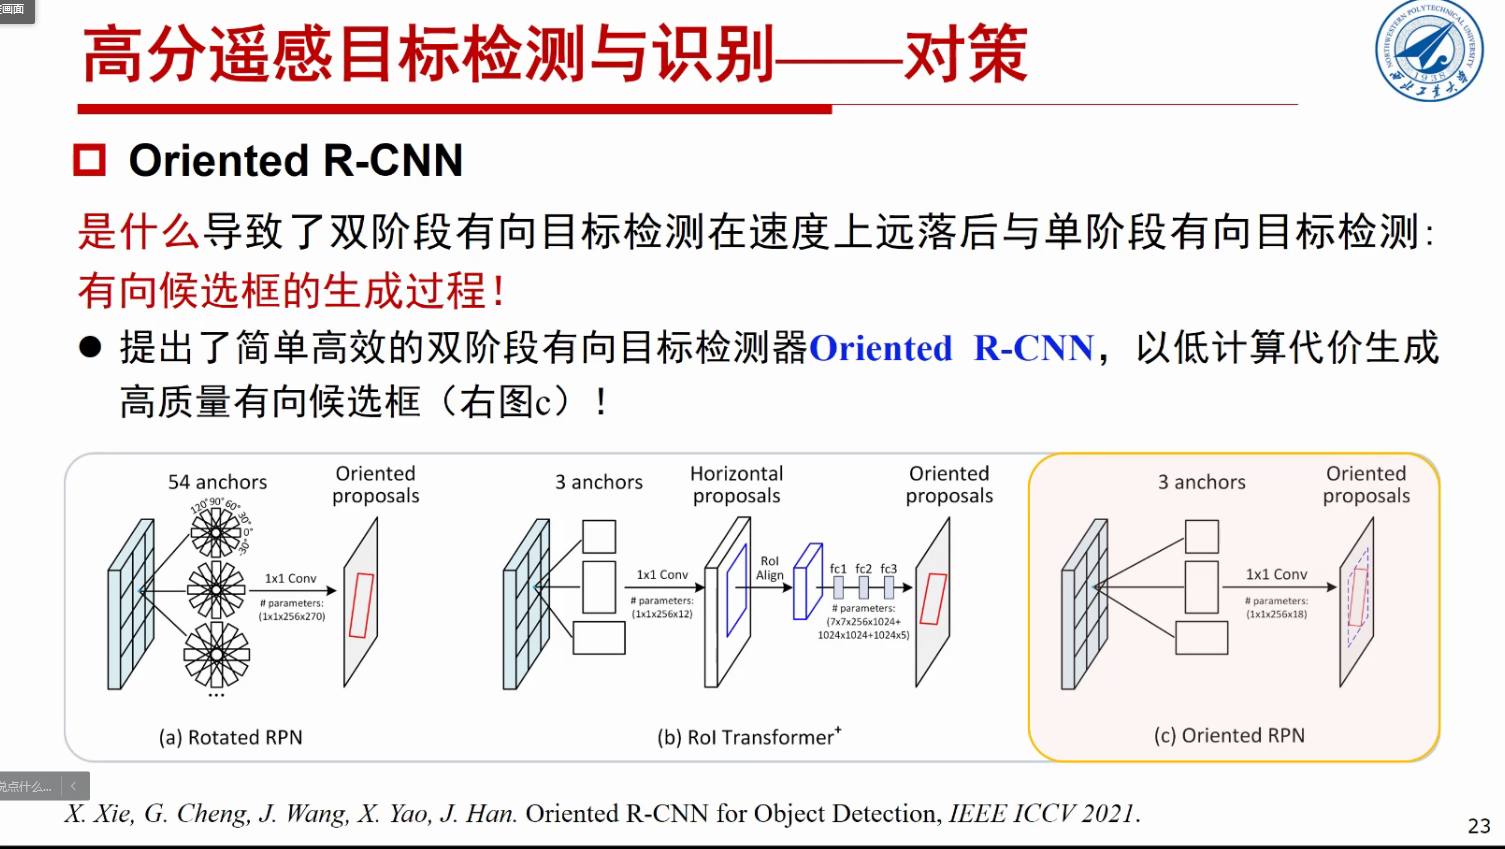 画面
高分遥感目标检测与识别——对策
NORTHWESTERN POLYTECHNICAL UNIVERSITY
1938
西北工业大学
Oriented R-CNN
是什么导致了双阶段有向目标检测在速度上远落后与单阶段有向目标检测:
有向候选框的生成过程!
● 提出了简单高效的双阶段有向目标检测器Oriented R-CNN，以低计算代价生成
高质量有向候选框（右图c）!
54 anchors
120° 90° 60° 30° 0° -30°
1x1 Conv
# parameters:
(1x1x256x270)
Oriented
proposals
...
(a) Rotated RPN
3 anchors
1x1 Conv
# parameters:
(1x1x256x12)
Horizontal
proposals
RoI
Align
fc1 fc2 fc3
# parameters:
(7x7x256x1024+
1024x1024+1024x5)
Oriented
proposals
(b) RoI Transformer+
3 anchors
1x1 Conv
# parameters:
(1x1x256x18)
Oriented
proposals
(c) Oriented RPN
说点什么...
X. Xie, G. Cheng, J. Wang, X. Yao, J. Han. Oriented R-CNN for Object Detection, IEEE ICCV 2021.
23